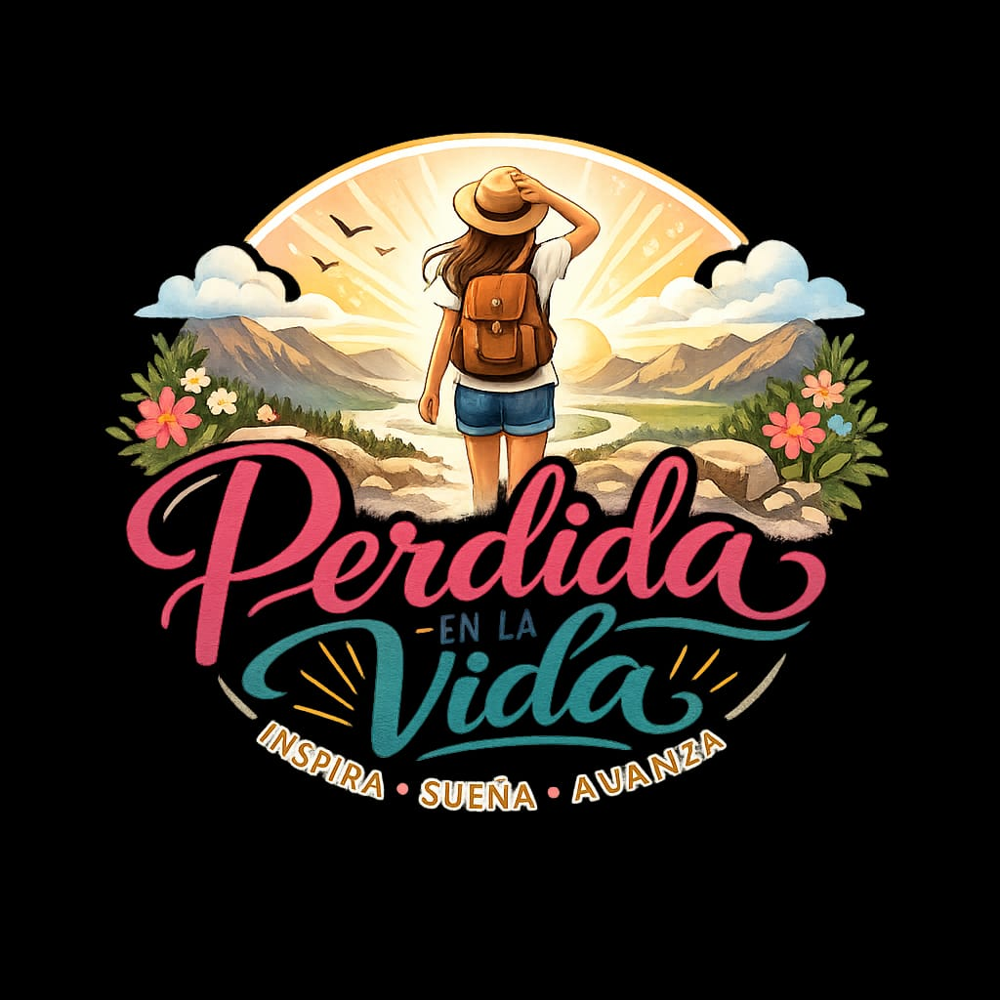 Perdida
EN LA
Vida
INSPIRA • SUEÑA • AVANZA